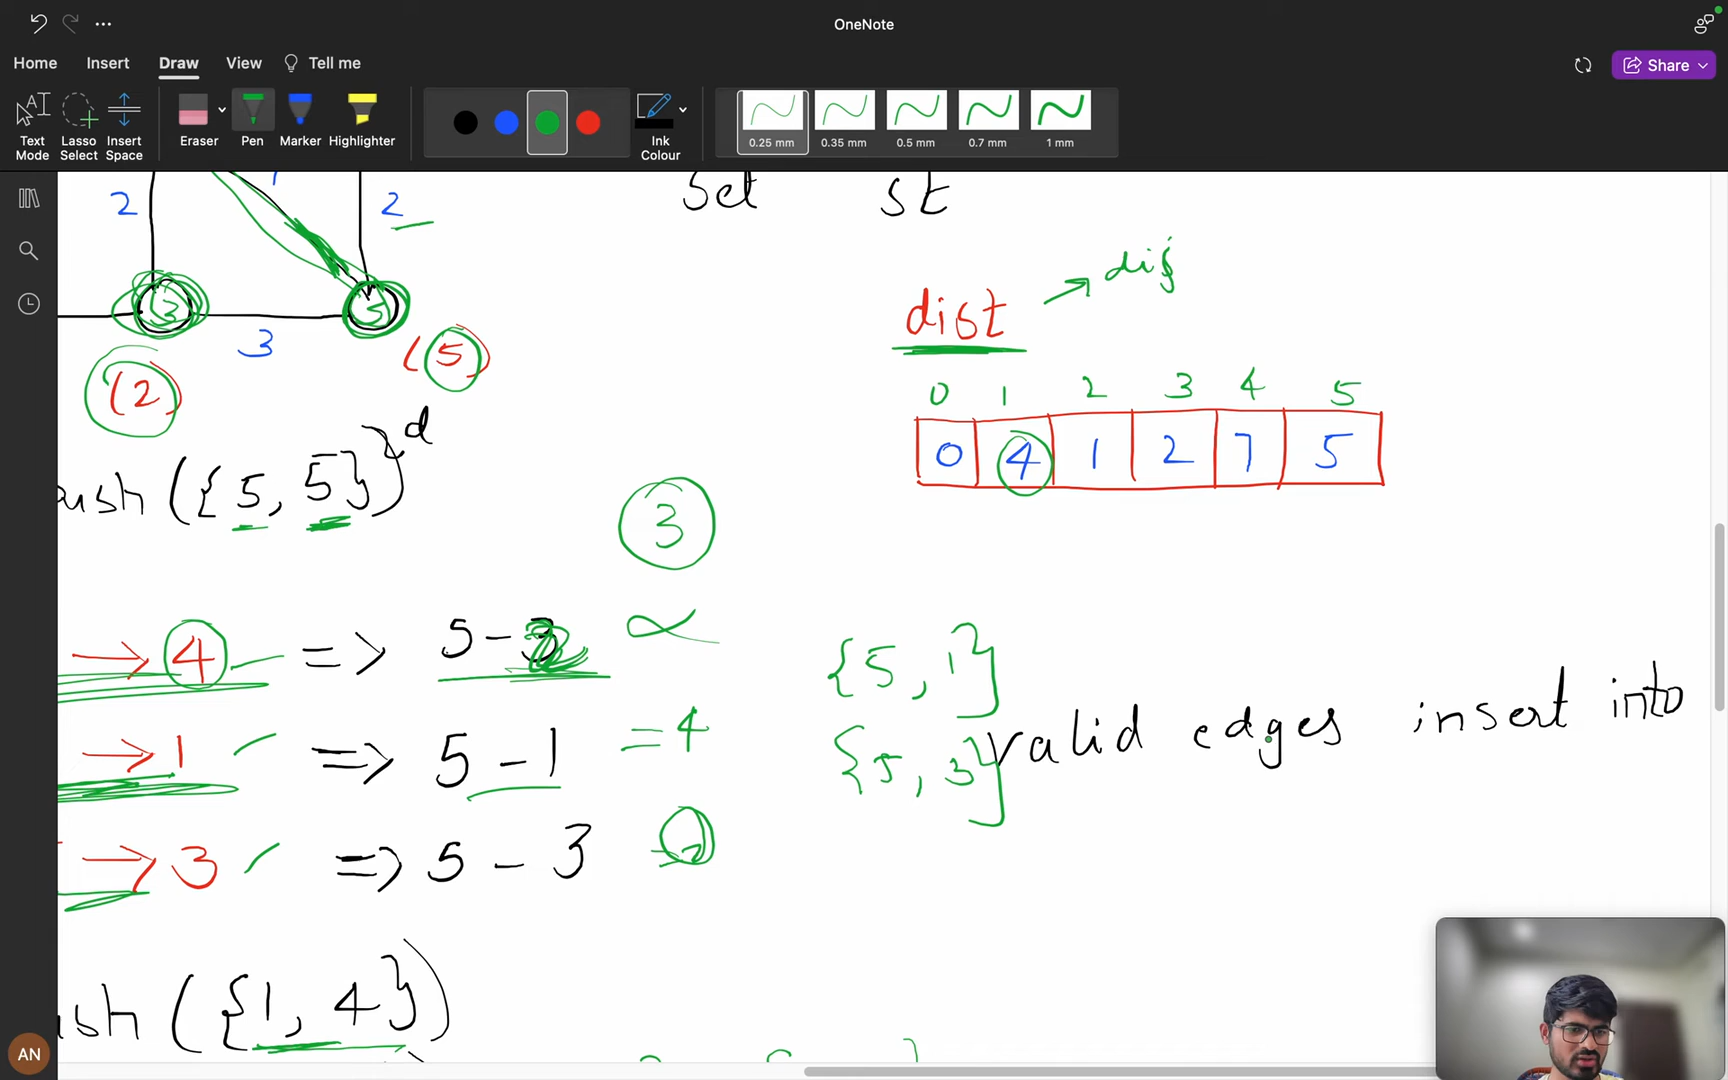 OneNote
Home Insert Draw View Tell me
Share
Text Mode
Lasso Select
Insert Space
Eraser
Pen
Marker
Highlighter
Ink Colour
0.25 mm 0.35 mm 0.5 mm 0.7 mm 1 mm
Set st
2 1 2
dist → dis
3 5
3
(2) (5)
0 1 2 3 4 5
0 4 1 2 7 5
push ({5, 5}) d
3
→ 4 => 5 -
{5, 1}
→ 1 => 5 - 1 = 4
valid edges insert into
{5, 3}
→ 3 => 5 - 3
push ({1, 4})
AN